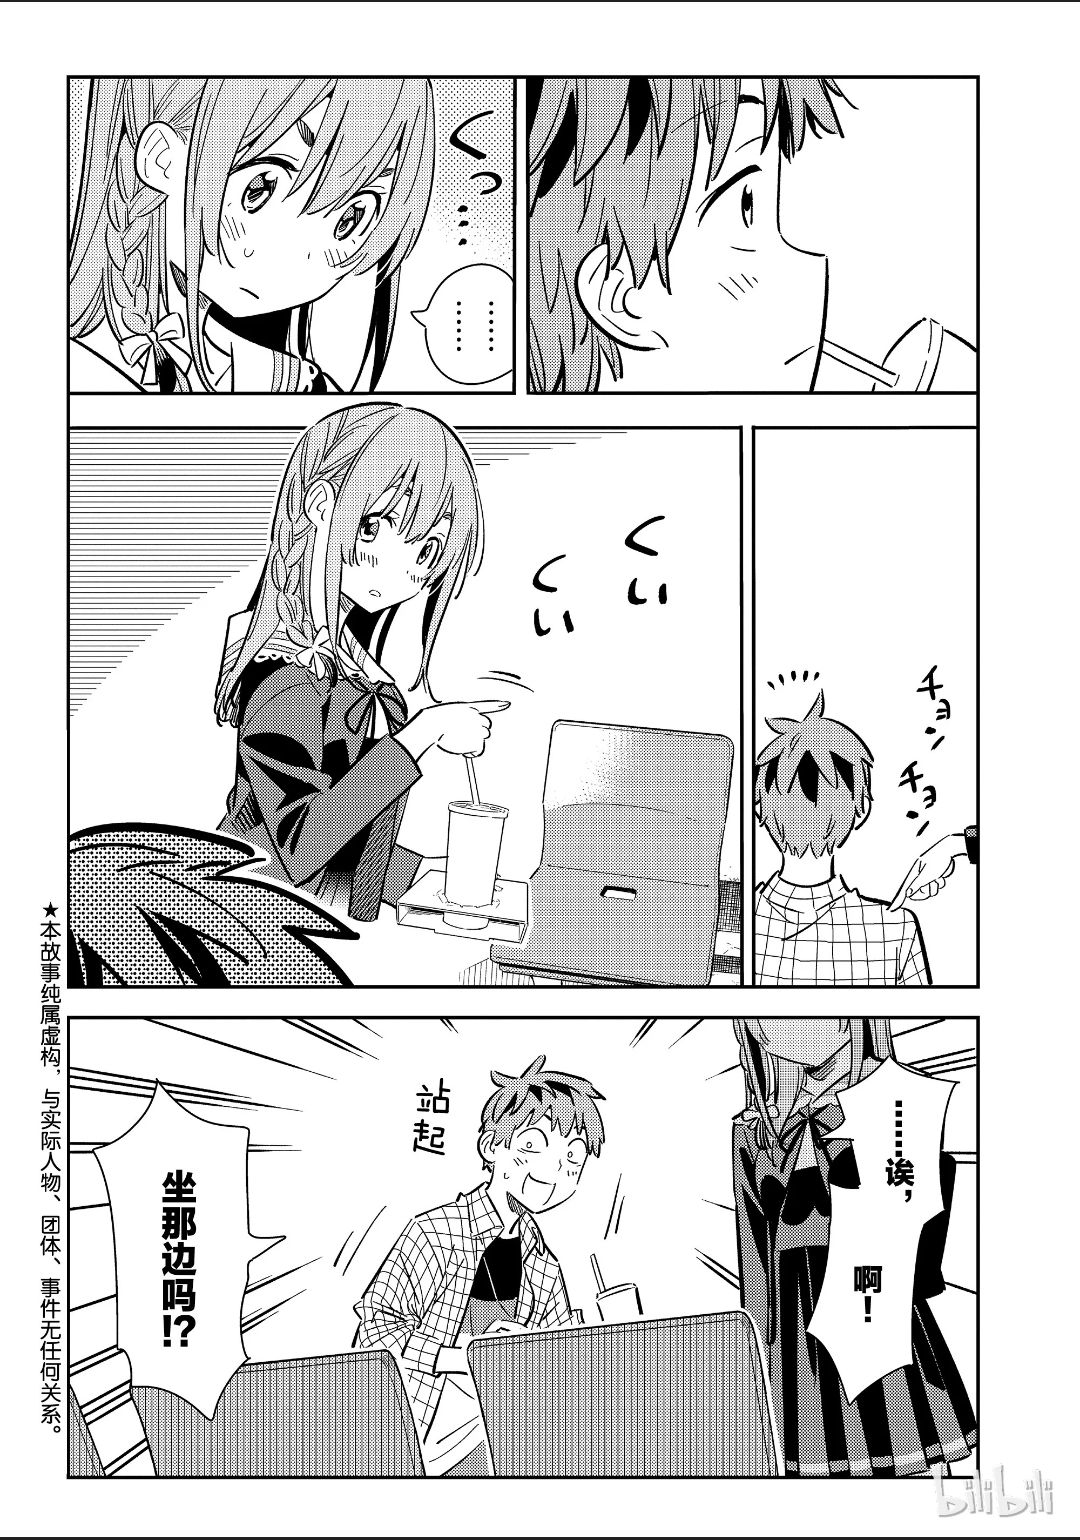 くっ…
……
……
チョン
チョン
くい
くい
……诶，
啊！
站起
坐那边吗!?
★本故事纯属虚构，与实际人物、团体、事件无任何关系。
bilibili